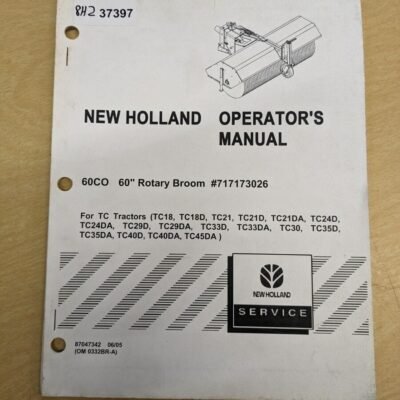 8H2 37397
NEW HOLLAND OPERATOR'S
MANUAL
60CO 60" Rotary Broom #717173026
For TC Tractors (TC18, TC18D, TC21, TC21D, TC21DA, TC24D,
TC24DA, TC29D, TC29DA, TC33D, TC33DA, TC30, TC35D,
TC35DA, TC40D, TC40DA, TC45DA )
NEW HOLLAND
SERVICE
87047342 06/05
(OM 0332BR-A)